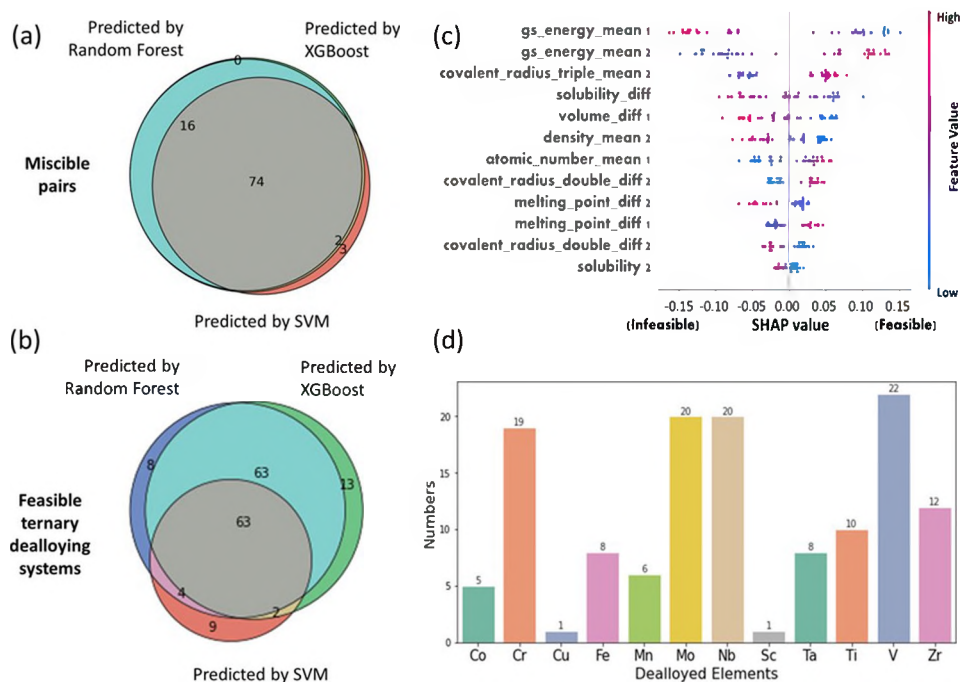 (a)
Predicted by
Random Forest
Predicted by
XGBoost
0
16
74
2
3
Miscible
pairs
Predicted by SVM
(b)
Predicted by
Random Forest
Predicted by
XGBoost
8
63
13
63
4
2
9
Feasible
ternary
dealloying
systems
Predicted by SVM
(c)
gs_energy_mean 1
gs_energy_mean 2
covalent_radius_triple_mean 2
solubility_diff
volume_diff 1
density_mean 2
atomic_number_mean 1
covalent_radius_double_diff 2
melting_point_diff 2
melting_point_diff 1
covalent_radius_double_diff 2
solubility 2
-0.15 -0.10 -0.05 0.00 0.05 0.10 0.15
(Infeasible) SHAP value (Feasible)
High
Feature Value
Low
(d)
Numbers
20
15
10
5
0
5
19
1
8
6
20
20
1
8
10
22
12
Co Cr Cu Fe Mn Mo Nb Sc Ta Ti V Zr
Dealloyed Elements